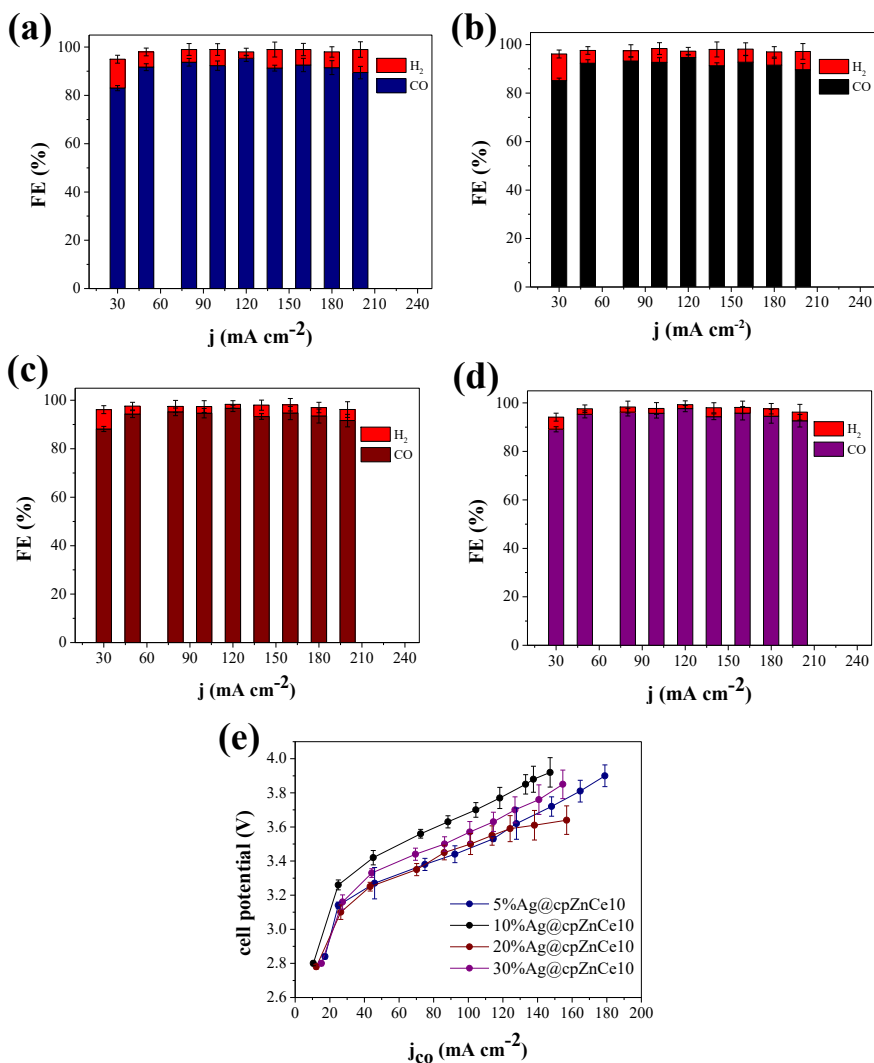 (a)
100
80
60
40
20
0
FE (%)
H₂
CO
30 60 90 120 150 180 210 240
j (mA cm⁻²)
(b)
100
80
60
40
20
0
FE (%)
H₂
CO
30 60 90 120 150 180 210 240
j (mA cm⁻²)
(c)
100
80
60
40
20
0
FE (%)
H₂
CO
30 60 90 120 150 180 210 240
j (mA cm⁻²)
(d)
100
80
60
40
20
0
FE (%)
H₂
CO
30 60 90 120 150 180 210 240
j (mA cm⁻²)
(e)
4.0
3.8
3.6
3.4
3.2
3.0
2.8
2.6
cell potential (V)
5%Ag@cpZnCe10
10%Ag@cpZnCe10
20%Ag@cpZnCe10
30%Ag@cpZnCe10
0 20 40 60 80 100 120 140 160 180 200
j_co (mA cm⁻²)